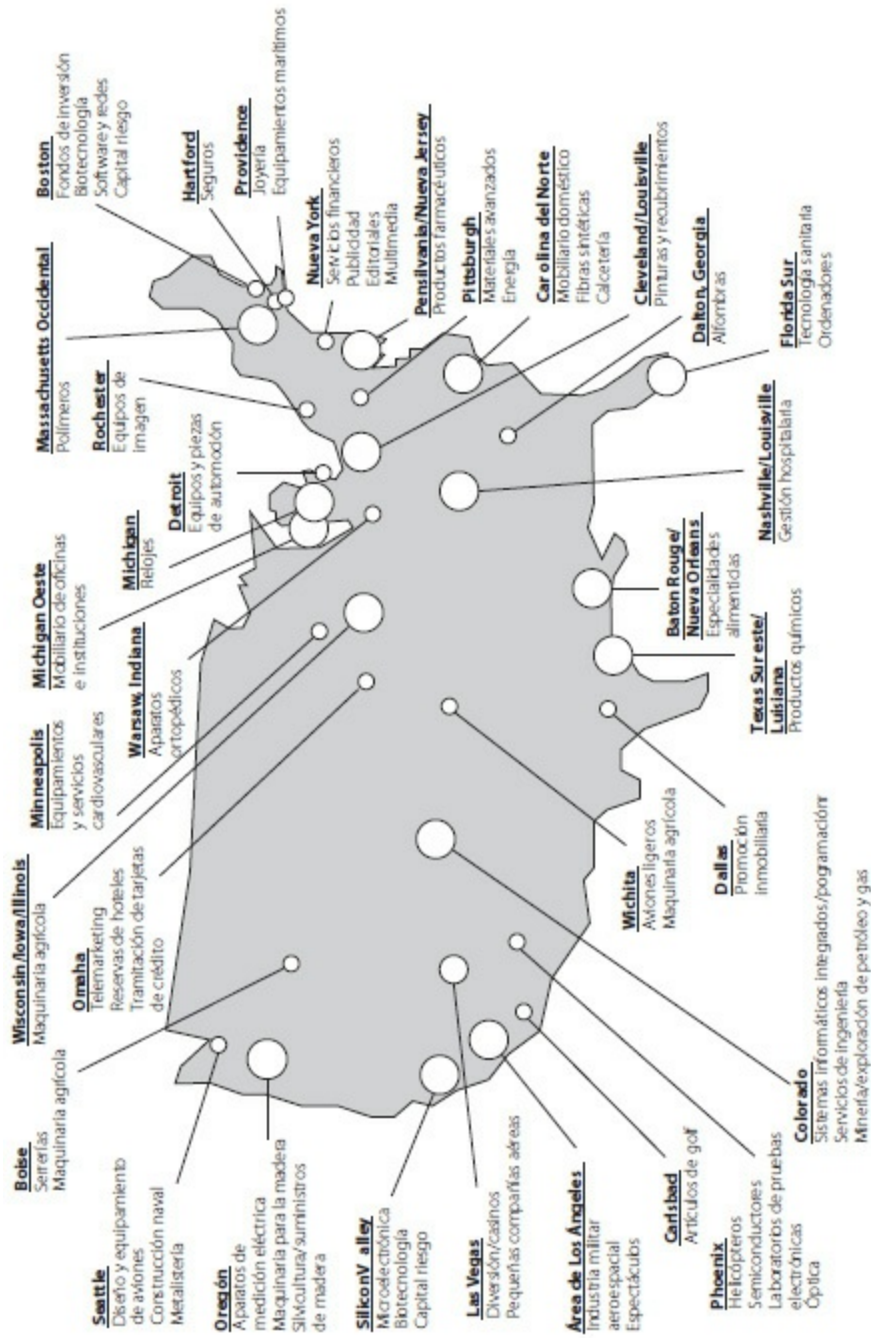 Boise
Serrerías
Maquinaria agrícola
Wisconsin/Iowa/Illinois
Maquinaria agrícola
Minneapolis
Equipamientos
y servicios
cardiovasculares
Michigan Oeste
Mobiliario de oficinas
e instituciones
Massachusetts Occidental
Polímeros
Boston
Fondos de inversión
Biotecnología
Software y redes
Capital riesgo
Seattle
Diseño y equipamiento
de aviones
Construcción naval
Metalistería
Omaha
Telemarketing
Reservas de hoteles
Tramitación de tarjetas
de crédito
Warsaw, Indiana
Aparatos
ortopédicos
Michigan
Relojes
Detroit
Equipos y piezas
de automoción
Rochester
Equipos de
imagen
Hartford
Seguros
Providence
Joyería
Equipamientos marítimos
Oregón
Aparatos de
medición eléctrica
Maquinaria para la madera
Silvicultura/suministros
de madera
Nueva York
Servicios financieros
Publicidad
Editoriales
Multimedia
Silicon V alley
Microelectrónica
Biotecnología
Capital riesgo
Pensilvania/Nueva Jersey
Productos farmacéuticos
Pittsburgh
Materiales avanzados
Energía
Las Vegas
Diversión/casinos
Pequeñas compañías aéreas
Carolina del Norte
Mobiliario doméstico
Fibras sintéticas
Calcetería
Área de Los Ángeles
Industria militar
aeroespacial
Espectáculos
Cleveland/Louisville
Pinturas y recubrimientos
Carlsbad
Artículos de golf
Wichita
Aviones ligeros
Maquinaria agrícola
Baton Rouge/
Nueva Orleans
Especialidades
alimenticias
Dalton, Georgia
Alfombras
Phoenix
Helicópteros
Semiconductores
Laboratorios de pruebas
electrónicas
Óptica
Dallas
Promoción
inmobiliaria
Texas Sur este/
Luisiana
Productos químicos
Nashville/Louisville
Gestión hospitalaria
Florida Sur
Tecnología sanitaria
Ordenadores
Colorado
Sistemas informáticos integrados/pogramaciónr
Servicios de ingeniería
Minería/exploración de petróleo y gas